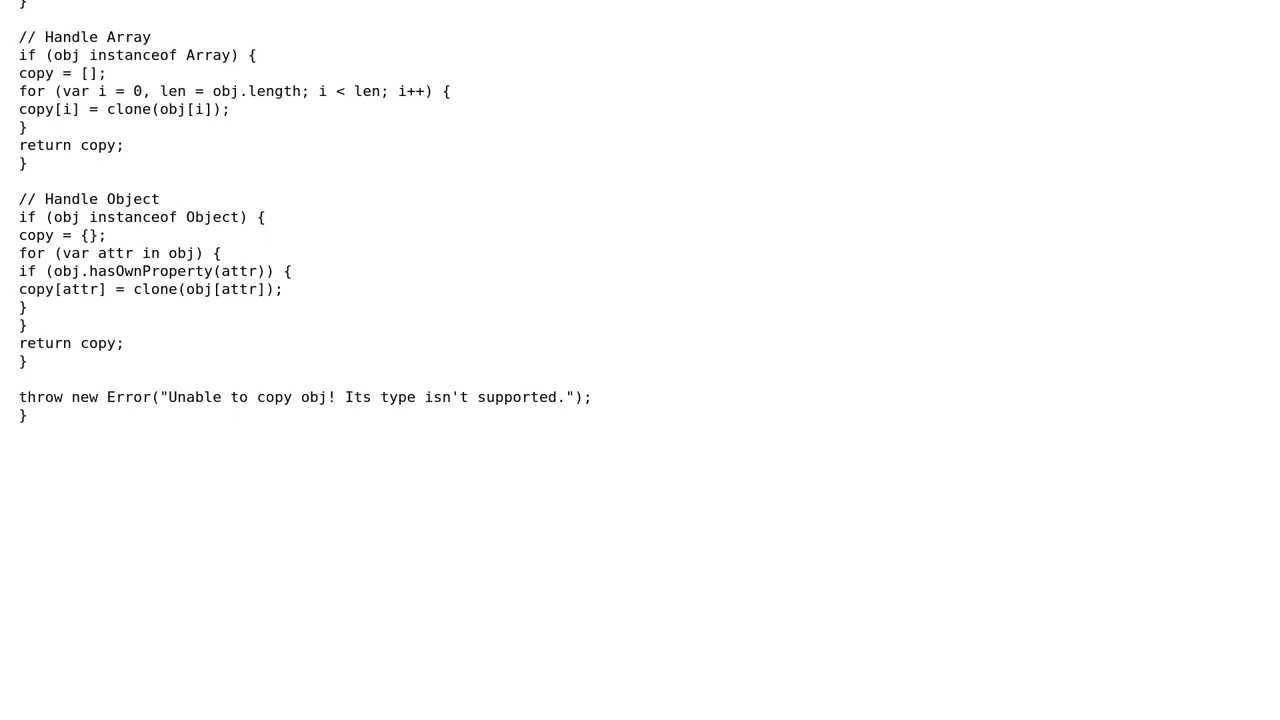 }

// Handle Array
if (obj instanceof Array) {
copy = [];
for (var i = 0, len = obj.length; i < len; i++) {
copy[i] = clone(obj[i]);
}
return copy;
}

// Handle Object
if (obj instanceof Object) {
copy = {};
for (var attr in obj) {
if (obj.hasOwnProperty(attr)) {
copy[attr] = clone(obj[attr]);
}
}
return copy;
}

throw new Error("Unable to copy obj! Its type isn't supported.");
}